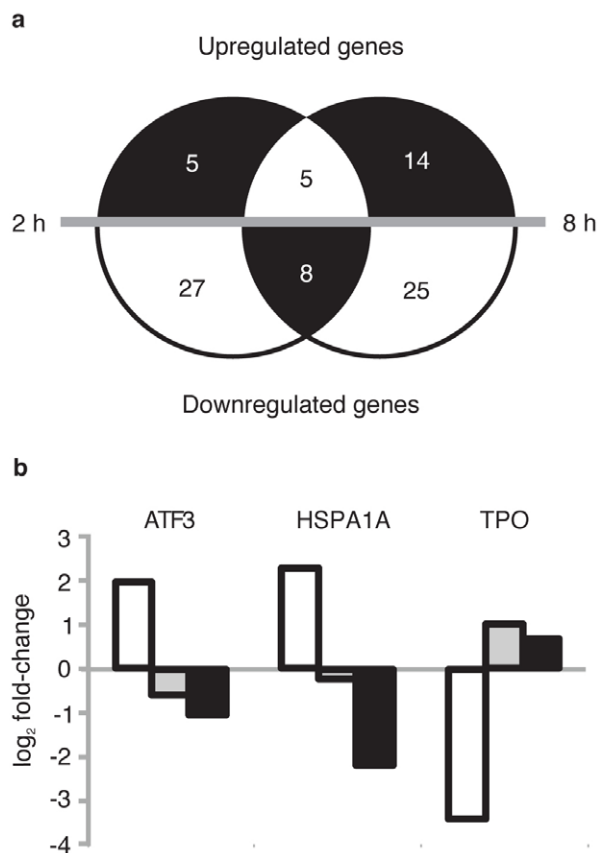 a
Upregulated genes
5 5 14
2 h 8 h
27 8 25
Downregulated genes
b
ATF3 HSPA1A TPO
3
2
1
0
-1
-2
-3
-4
log₂ fold-change